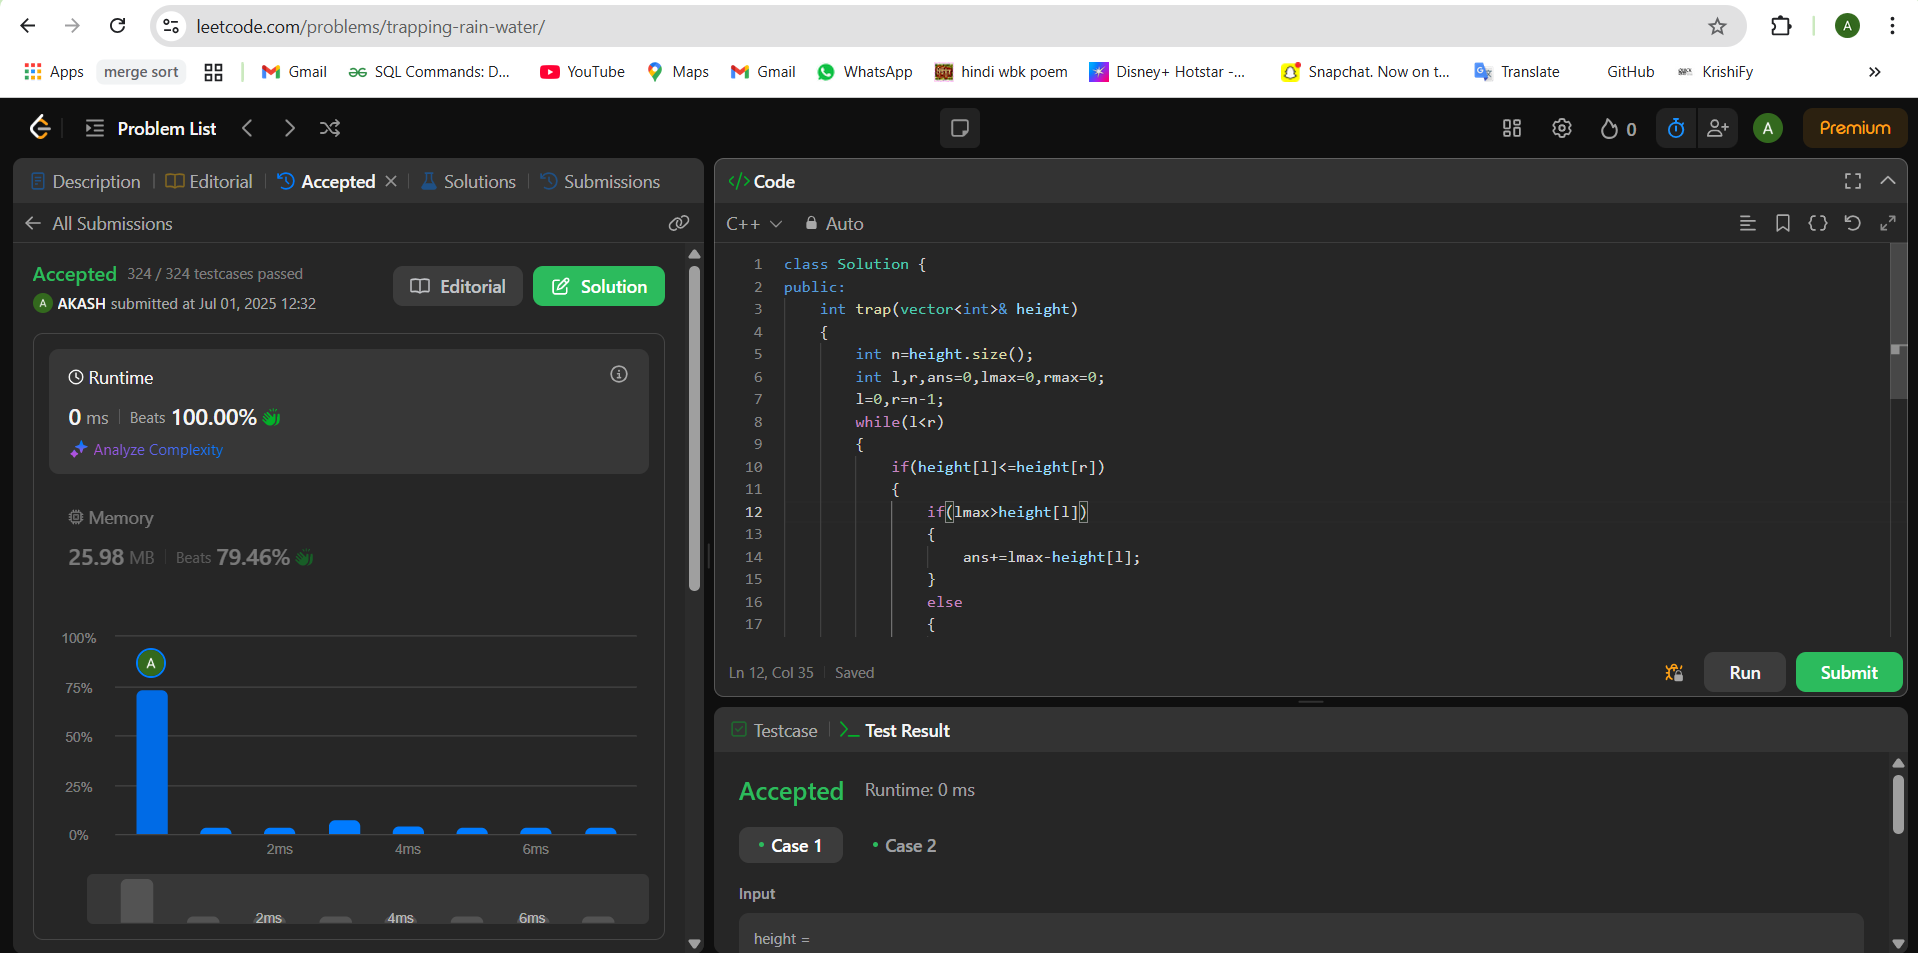 leetcode.com/problems/trapping-rain-water/
A
Apps
merge sort
Gmail
SQL Commands: D...
YouTube
Maps
Gmail
WhatsApp
hindi wbk poem
Disney+ Hotstar -...
Snapchat. Now on t...
Translate
GitHub
KrishiFy
»
Problem List
0
A
Premium
Description
Editorial
Accepted
Solutions
Submissions
All Submissions
Accepted 324 / 324 testcases passed
A AKASH submitted at Jul 01, 2025 12:32
Editorial
Solution
Runtime
0 ms Beats 100.00%
Analyze Complexity
Memory
25.98 MB Beats 79.46%
100%
75%
50%
25%
0%
A
2ms
4ms
6ms
2ms
4ms
6ms
</> Code
C++
Auto
1 class Solution {
2 public:
3 int trap(vector<int>& height)
4 {
5 int n=height.size();
6 int l,r,ans=0,lmax=0,rmax=0;
7 l=0,r=n-1;
8 while(l<r)
9 {
10 if(height[l]<=height[r])
11 {
12 if(lmax>height[l])
13 {
14 ans+=lmax-height[l];
15 }
16 else
17 {
Ln 12, Col 35 Saved
Run
Submit
Testcase
Test Result
Accepted Runtime: 0 ms
• Case 1
• Case 2
Input
height =